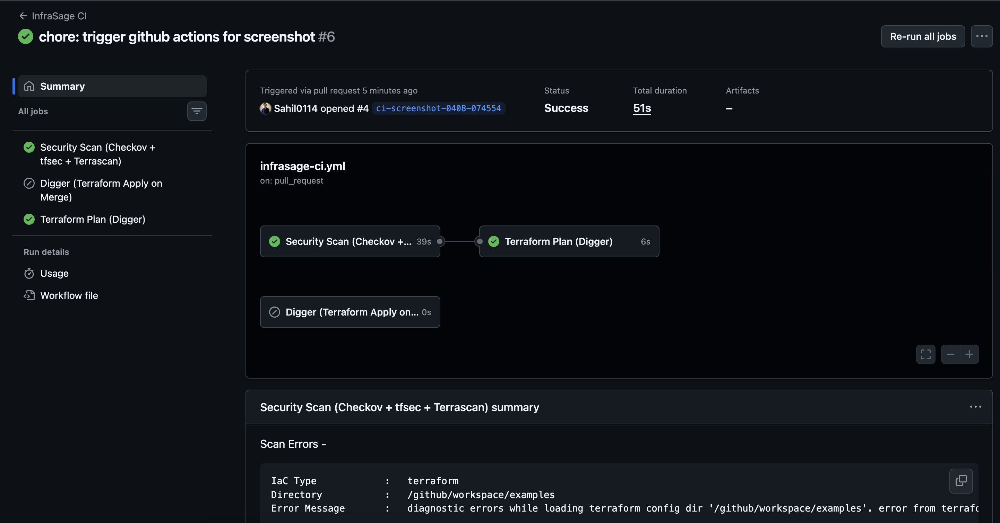 InfraSage CI
chore: trigger github actions for screenshot #6
Re-run all jobs
Summary
All jobs
Security Scan (Checkov +
tfsec + Terrascan)
Digger (Terraform Apply on
Merge)
Terraform Plan (Digger)
Run details
Usage
Workflow file
Triggered via pull request 5 minutes ago
Sahil0114 opened #4 ci-screenshot-0408-074554
Status
Success
Total duration
51s
Artifacts
–
infrasage-ci.yml
on: pull_request
Security Scan (Checkov +... 39s
Terraform Plan (Digger) 6s
Digger (Terraform Apply on... 0s
Security Scan (Checkov + tfsec + Terrascan) summary
Scan Errors -
IaC Type : terraform
Directory : /github/workspace/examples
Error Message : diagnostic errors while loading terraform config dir '/github/workspace/examples'. error from